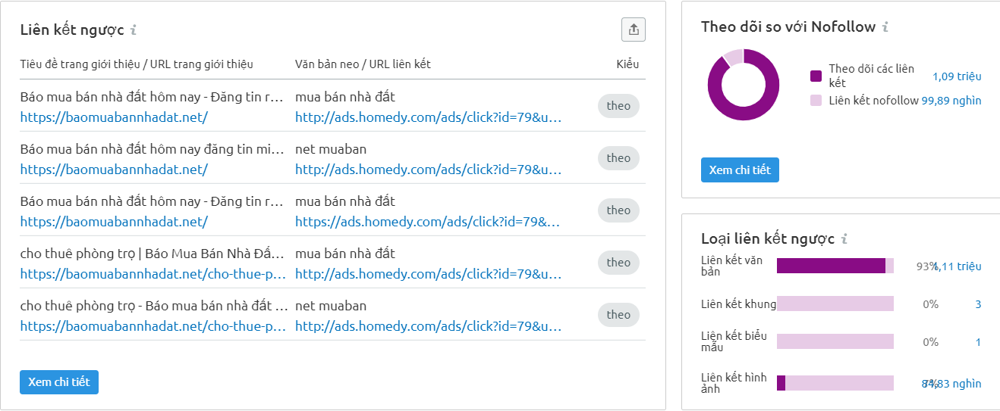 Liên kết ngược
Tiêu đề trang giới thiệu / URL trang giới thiệu Văn bản neo / URL liên kết Kiểu
Báo mua bán nhà đất hôm nay - Đăng tin r… mua bán nhà đất
https://baomuabannhadat.net/ http://ads.homedy.com/ads/click?id=79&u… theo
Báo mua bán nhà đất hôm nay đăng tin mi… net muaban
https://baomuabannhadat.net/ http://ads.homedy.com/ads/click?id=79&u… theo
Báo mua bán nhà đất hôm nay - Đăng tin r… mua bán nhà đất
https://baomuabannhadat.net/ https://ads.homedy.com/ads/click?id=79&… theo
cho thuê phòng trọ | Báo Mua Bán Nhà Đấ… mua bán nhà đất
https://baomuabannhadat.net/cho-thue-p… http://ads.homedy.com/ads/click?id=79&u… theo
cho thuê phòng trọ - Báo mua bán nhà đất … net muaban
https://baomuabannhadat.net/cho-thue-p… http://ads.homedy.com/ads/click?id=79&u… theo
Xem chi tiết
Theo dõi so với Nofollow
Theo dõi các liên
kết 1,09 triệu
Liên kết nofollow 99,89 nghìn
Xem chi tiết
Loại liên kết ngược
Liên kết văn
bản 93% 1,11 triệu
Liên kết khung 0% 3
Liên kết biểu
mẫu 0% 1
Liên kết hình
ảnh 7% 84,83 nghìn